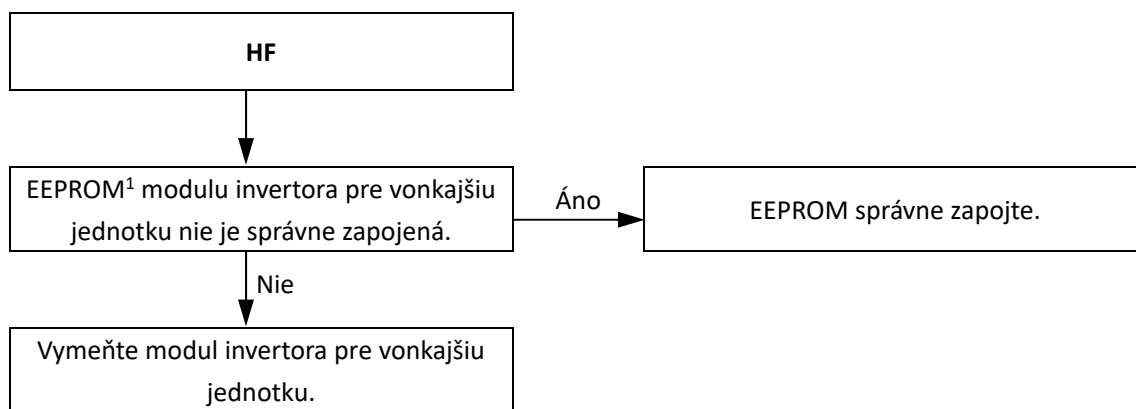 HF
EEPROM¹ modulu invertora pre vonkajšiu
jednotku nie je správne zapojená.
Áno
EEPROM správne zapojte.
Nie
Vymeňte modul invertora pre vonkajšiu
jednotku.